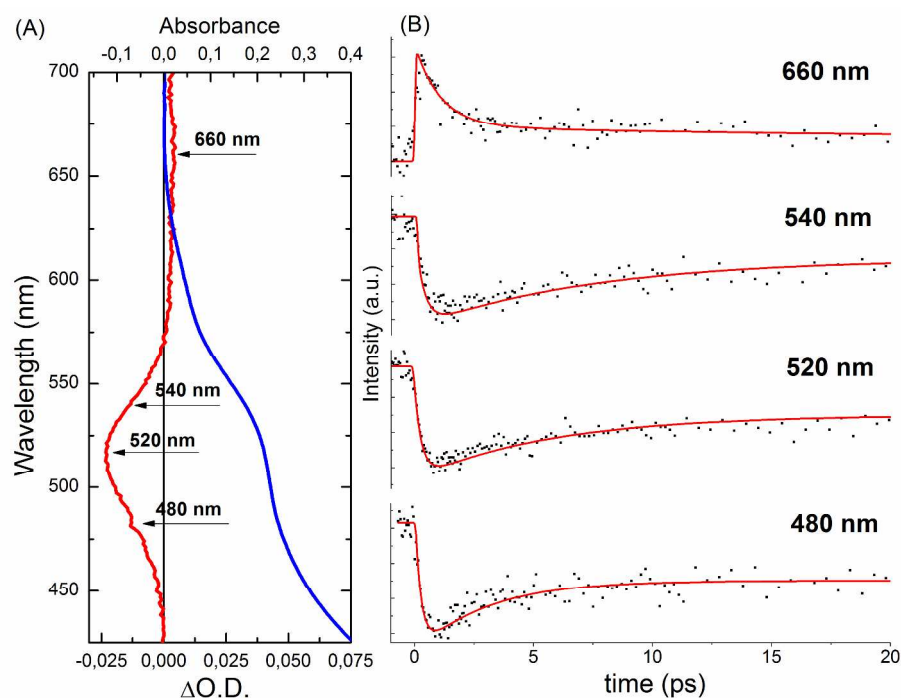 (A)
Absorbance
-0,1 0,0 0,1 0,2 0,3 0,4
700
650
600
550
500
450
Wavelength (nm)
660 nm
540 nm
520 nm
480 nm
-0,025 0,000 0,025 0,050 0,075
ΔO.D.
(B)
Intensity (a.u.)
660 nm
540 nm
520 nm
480 nm
0 5 10 15 20
time (ps)